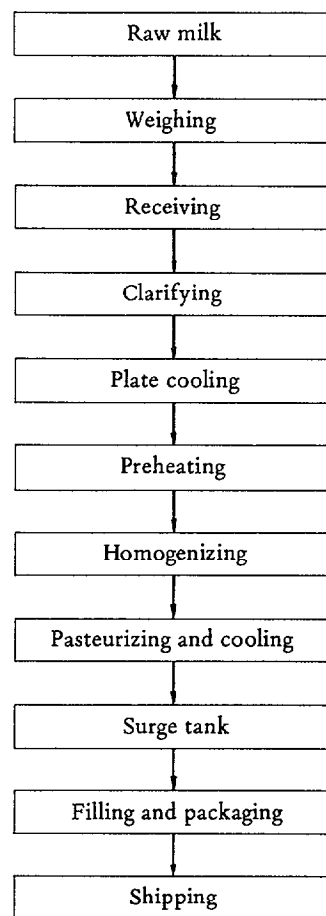 Raw milk
Weighing
Receiving
Clarifying
Plate cooling
Preheating
Homogenizing
Pasteurizing and cooling
Surge tank
Filling and packaging
Shipping